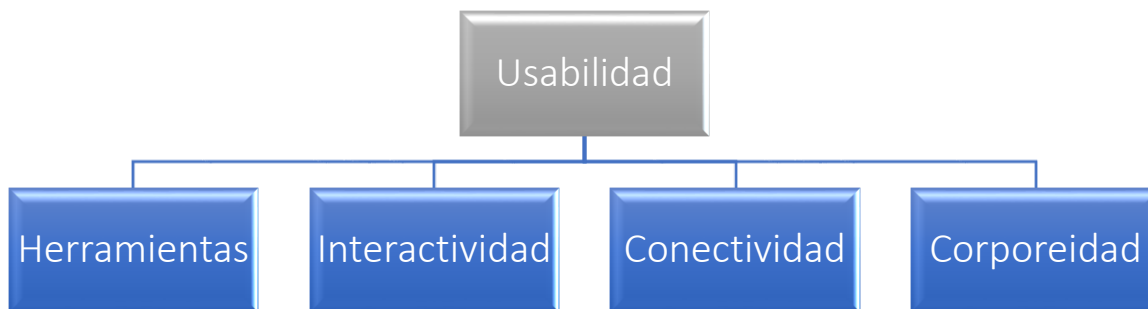 Usabilidad
Herramientas
Interactividad
Conectividad
Corporeidad